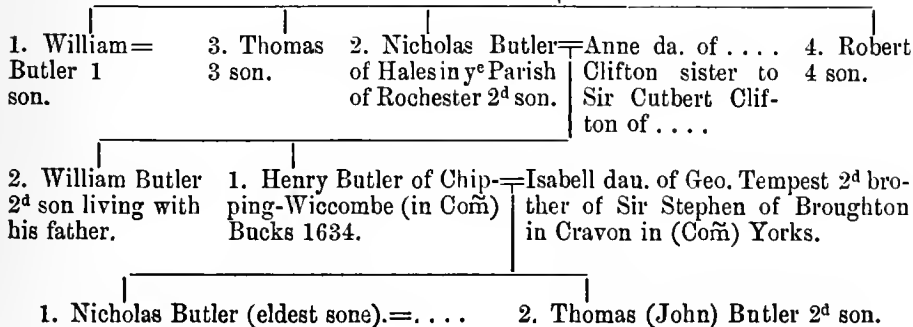 1. William= 3. Thomas 2. Nicholas Butler=Anne da. of .... 4. Robert
Butler 1 3 son. of Hales in yᵉ Parish Clifton sister to 4 son.
son. of Rochester 2ᵈ son. Sir Cutbert Clif-
ton of ....
2. William Butler 1. Henry Butler of Chip-=Isabell dau. of Geo. Tempest 2ᵈ bro-
2ᵈ son living with ping-Wiccombe (in Com̃) ther of Sir Stephen of Broughton
his father. Bucks 1634. in Cravon in (Com̃) Yorks.
1. Nicholas Butler (eldest sone).=.... 2. Thomas (John) Butler 2ᵈ son.